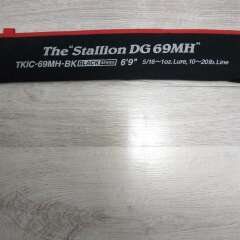 The "Stallion DG 69MH"
TKIC-69MH-BK BLACK 6'9" 5/16~1oz. Lure, 10~20lb. Line